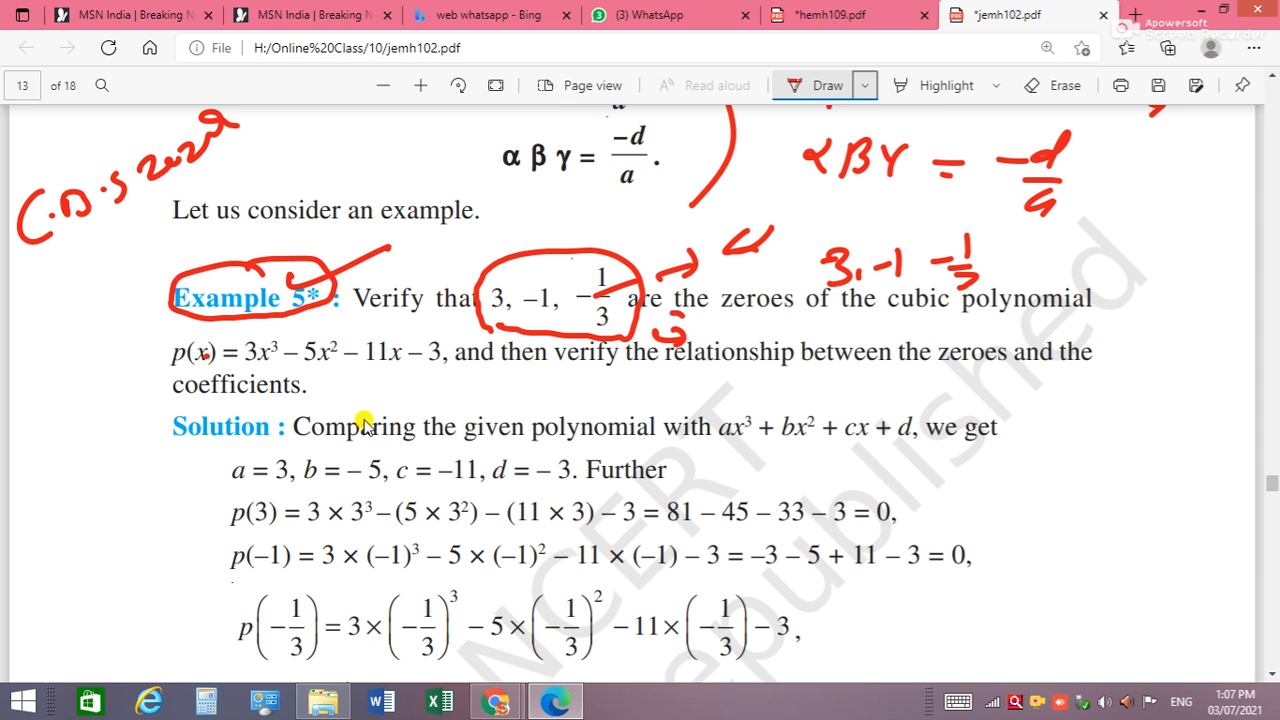 MSN India | Breaking N
MSN India | Breaking N
web whatsapp - Bing
(3) WhatsApp
*hemh109.pdf
*jemh102.pdf
Apowersoft
Screen Recorder
File H:/Online%20Class/10/jemh102.pdf
13 of 18
Page view
Read aloud
Draw
Highlight
Erase
α β γ = –d/a .
αβγ = -d/a
Let us consider an example.
3, -1 -1/3
Example 5* : Verify that 3, –1, –1/3 are the zeroes of the cubic polynomial
p(x) = 3x³ – 5x² – 11x – 3, and then verify the relationship between the zeroes and the
coefficients.
Solution : Comparing the given polynomial with ax³ + bx² + cx + d, we get
a = 3, b = – 5, c = –11, d = – 3. Further
p(3) = 3 × 3³ – (5 × 3²) – (11 × 3) – 3 = 81 – 45 – 33 – 3 = 0,
p(–1) = 3 × (–1)³ – 5 × (–1)² – 11 × (–1) – 3 = –3 – 5 + 11 – 3 = 0,
p(–1/3) = 3 × (–1/3)³ – 5 × (–1/3)² – 11 × (–1/3) – 3 ,
NCERT
republished
ENG
1:07 PM
03/07/2021